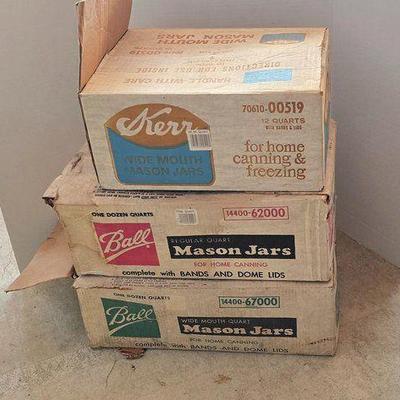 WIDE MOUTH
MASON JARS
NO. 00519
DIRECTIONS FOR USE INSIDE
HANDLE WITH CARE
70610-00519
12 QUARTS
WITH BANDS & LIDS
Kerr
WIDE MOUTH
MASON JARS
for home
canning &
freezing
ONE DOZEN QUARTS
14400-62000
Ball
REGULAR QUART
Mason Jars
FOR HOME CANNING
complete with BANDS AND DOME LIDS
ONE DOZEN QUARTS
14400-67000
Ball
WIDE MOUTH QUART
Mason Jars
FOR HOME CANNING
complete with BANDS AND DOME LIDS